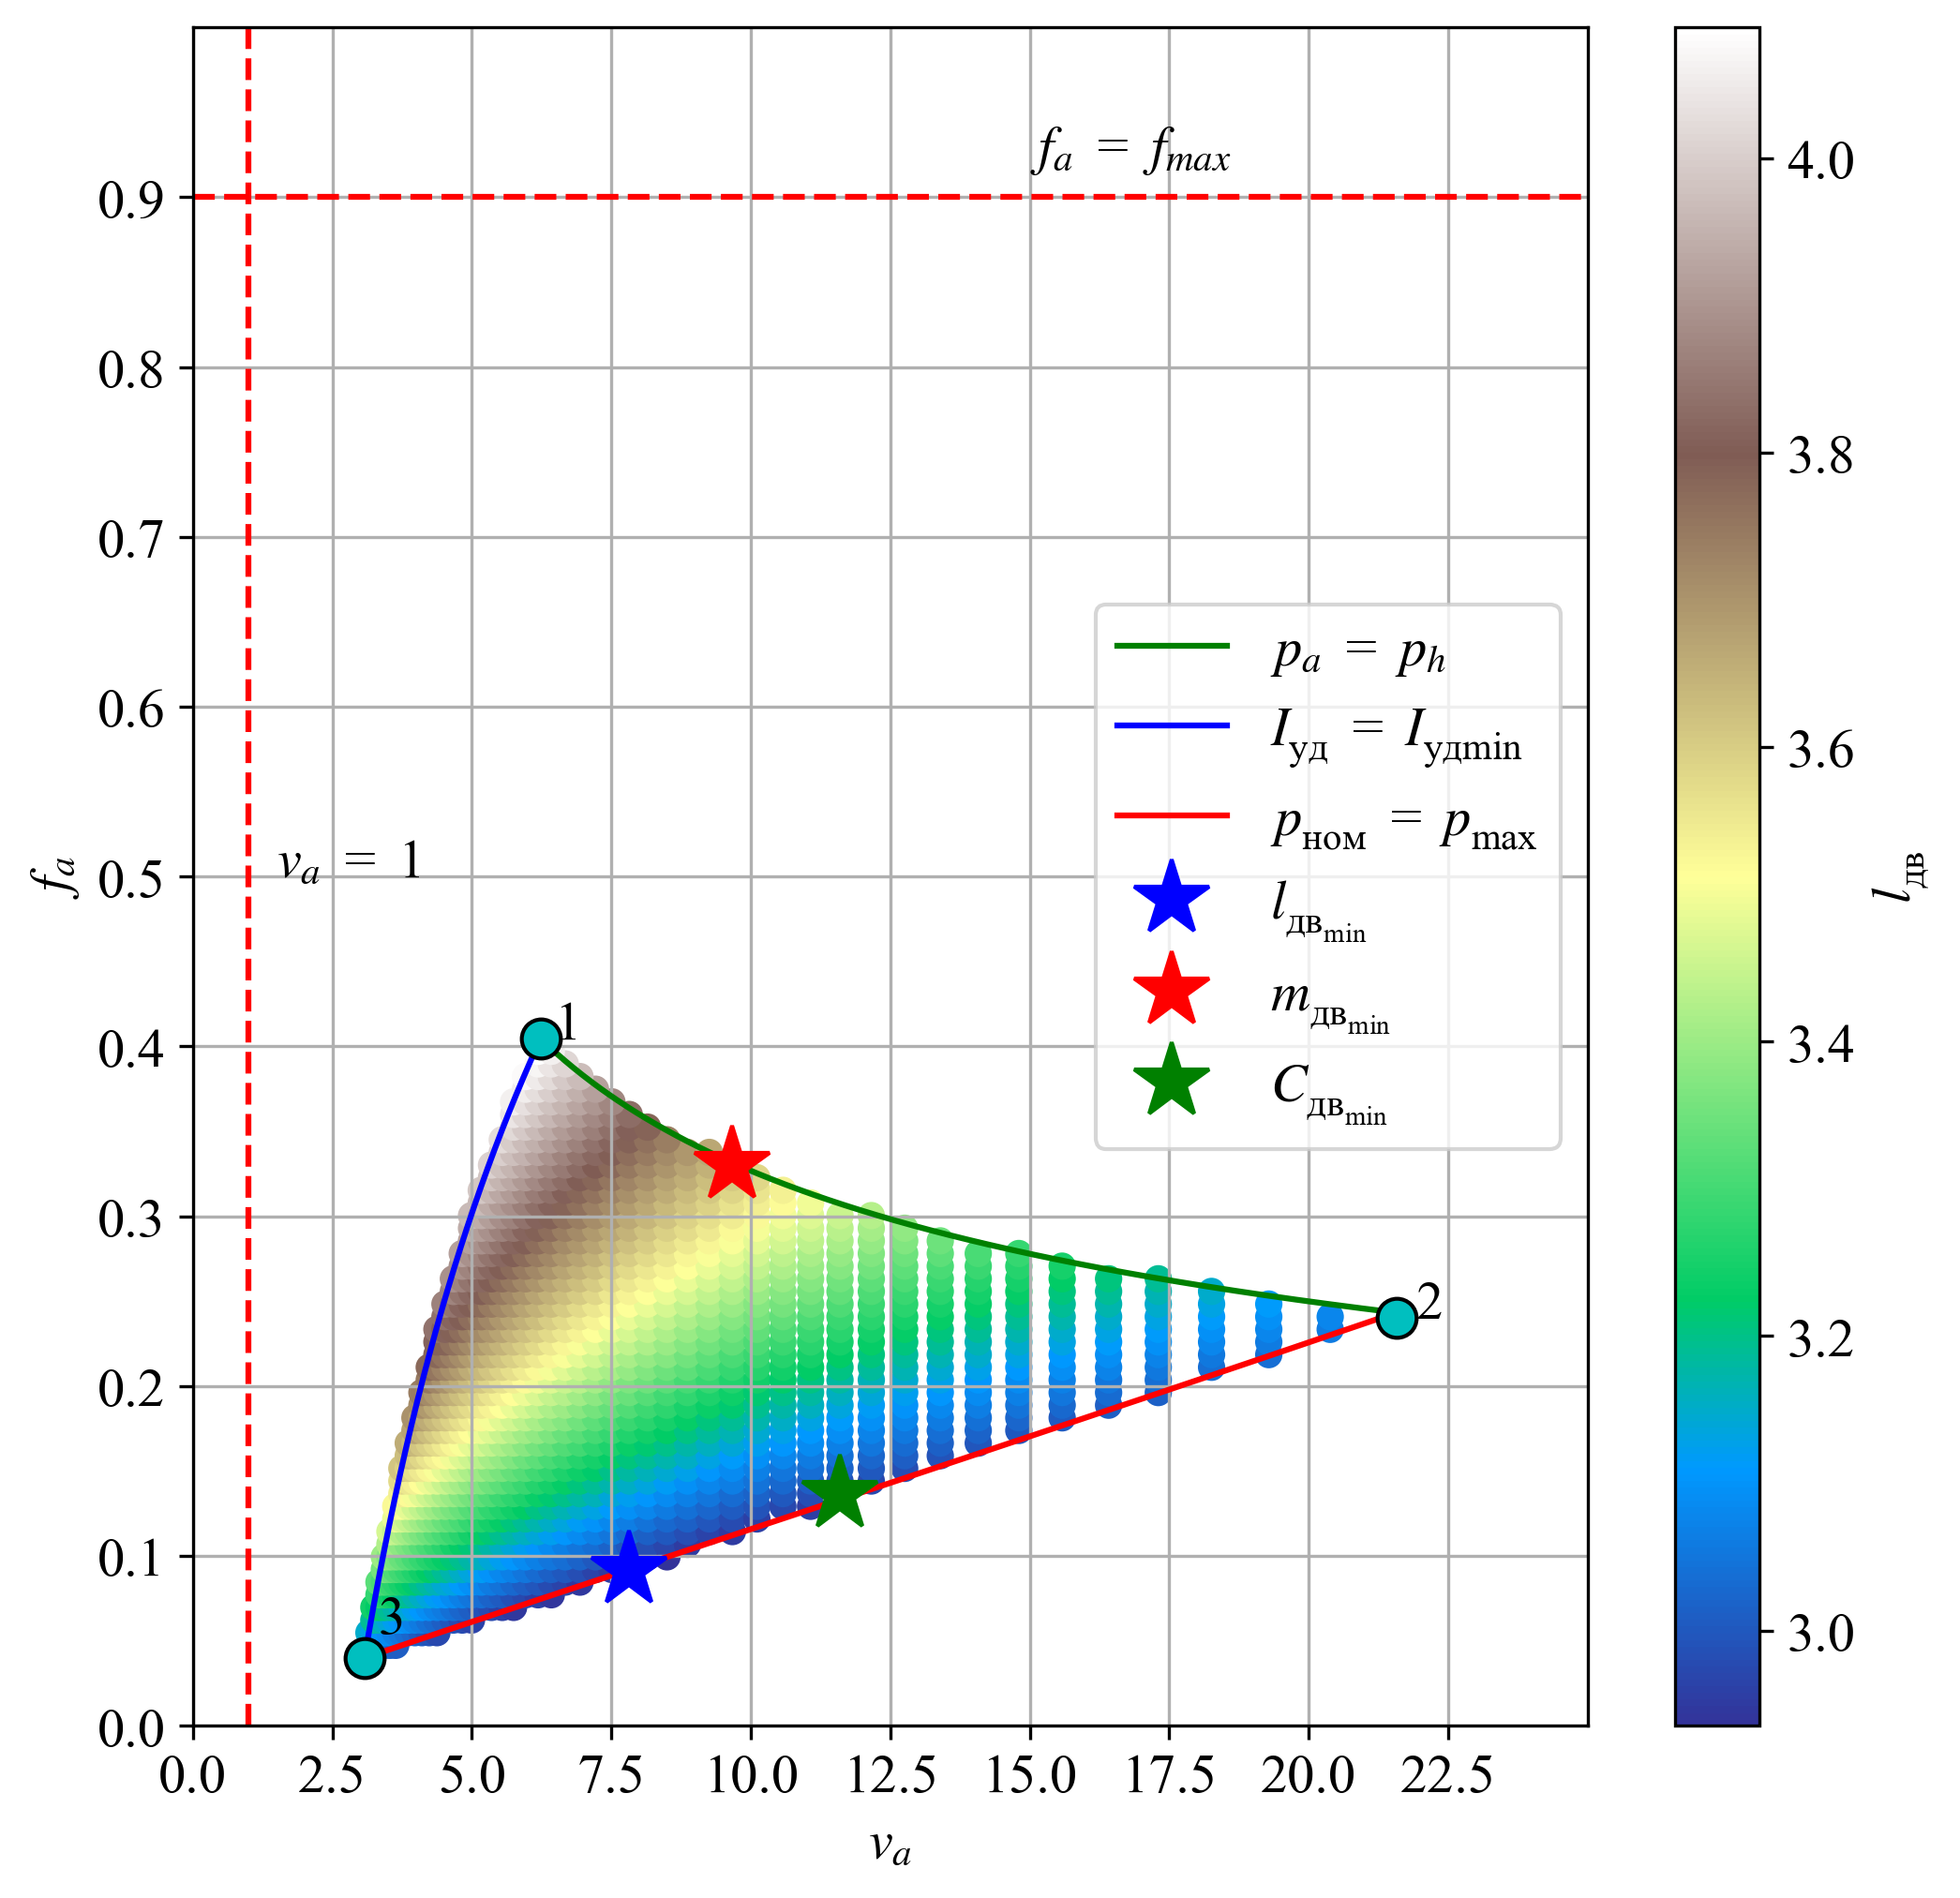 f_a = f_max
v_a = 1
p_a = p_h
I_уд = I_удmin
p_ном = p_max
l_дв_min
m_дв_min
C_дв_min
1
2
3
f_a
0.9
0.8
0.7
0.6
0.5
0.4
0.3
0.2
0.1
0.0
0.0 2.5 5.0 7.5 10.0 12.5 15.0 17.5 20.0 22.5
v_a
4.0
3.8
3.6
3.4
3.2
3.0
l_дв